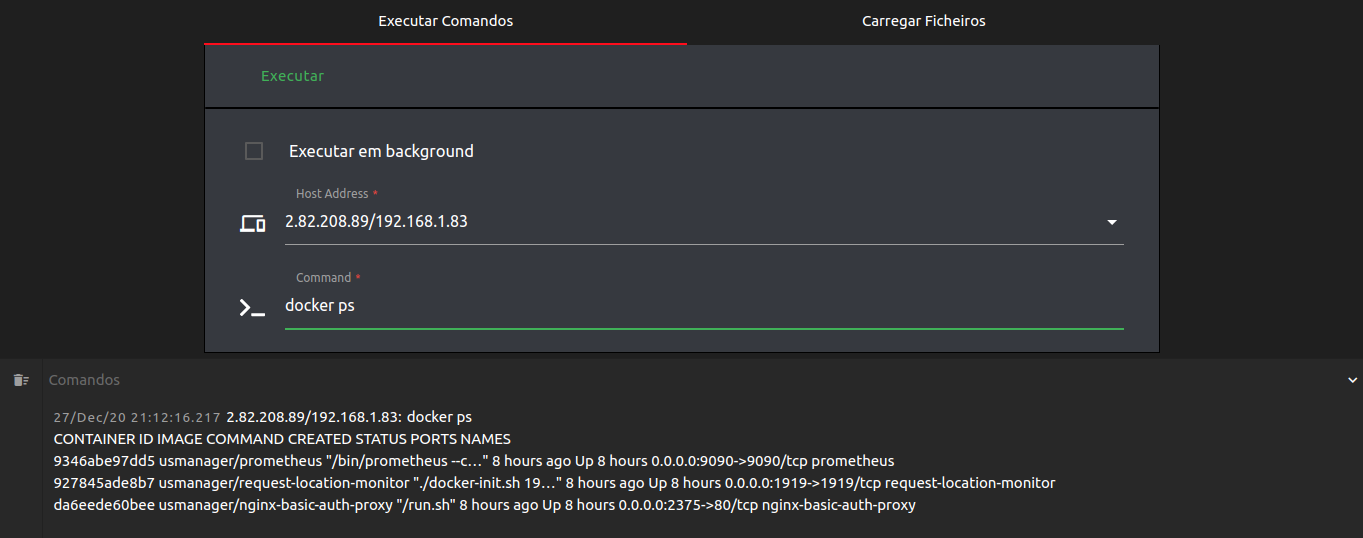 Executar Comandos
Carregar Ficheiros
Executar
Executar em background
Host Address *
2.82.208.89/192.168.1.83
Command *
docker ps
Comandos
27/Dec/20 21:12:16.217 2.82.208.89/192.168.1.83: docker ps
CONTAINER ID IMAGE COMMAND CREATED STATUS PORTS NAMES
9346abe97dd5 usmanager/prometheus "/bin/prometheus --c…" 8 hours ago Up 8 hours 0.0.0.0:9090->9090/tcp prometheus
927845ade8b7 usmanager/request-location-monitor "./docker-init.sh 19…" 8 hours ago Up 8 hours 0.0.0.0:1919->1919/tcp request-location-monitor
da6eede60bee usmanager/nginx-basic-auth-proxy "/run.sh" 8 hours ago Up 8 hours 0.0.0.0:2375->80/tcp nginx-basic-auth-proxy